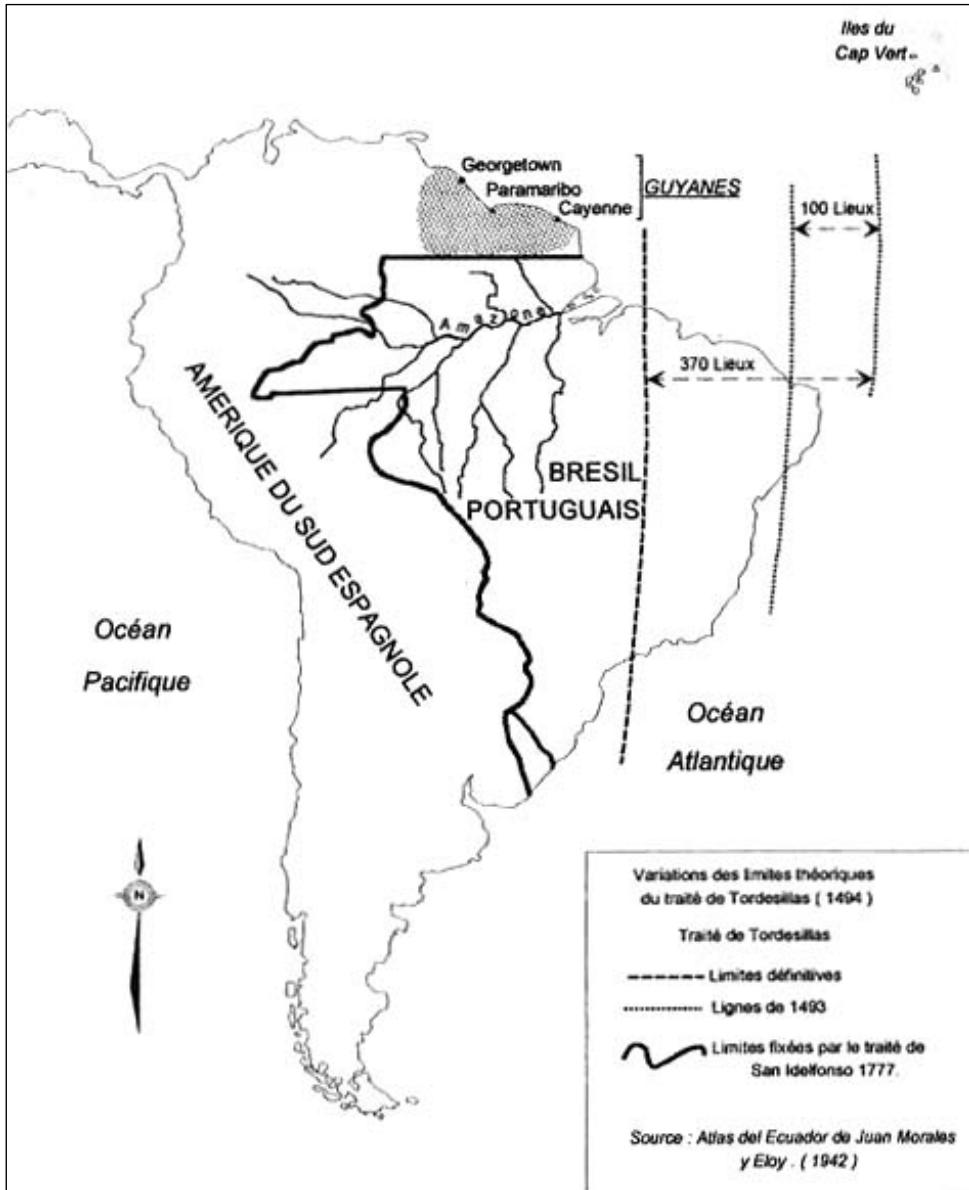 Iles du
Cap Vert
Georgetown
Paramaribo
Cayenne
GUYANES
100 Lieux
Amazone
370 Lieux
AMERIQUE DU SUD ESPAGNOLE
BRESIL
PORTUGUAIS
Océan
Pacifique
Océan
Atlantique
N
Variations des limites théoriques
du traité de Tordesillas ( 1494 )
Traité de Tordesillas
Limites définitives
Lignes de 1493
Limites fixées par le traité de
San Idelfonso 1777.
Source : Atlas del Ecuador de Juan Morales
y Eloy . ( 1942 )